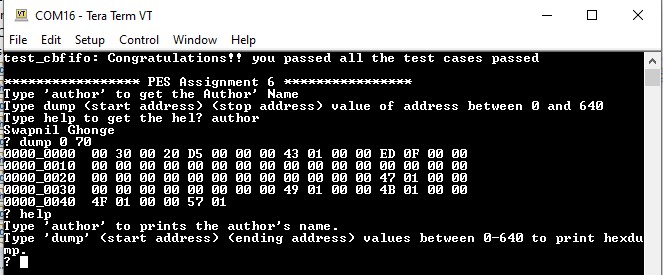 COM16 - Tera Term VT
File Edit Setup Control Window Help
test_cbfifo: Congratulations!! you passed all the test cases passed
***************** PES Assignment 6 ****************
Type 'author' to get the Author' Name
Type dump (start address) (stop address) value of address between 0 and 640
Type help to get the hel? author
Swapnil Ghonge
? dump 0 70
0000_0000  00 30 00 20 D5 00 00 00 43 01 00 00 ED 0F 00 00
0000_0010  00 00 00 00 00 00 00 00 00 00 00 00 00 00 00 00
0000_0020  00 00 00 00 00 00 00 00 00 00 00 00 47 01 00 00
0000_0030  00 00 00 00 00 00 00 00 49 01 00 00 4B 01 00 00
0000_0040  4F 01 00 00 57 01
? help
Type 'author' to prints the author's name.
Type 'dump' (start address) (ending address) values between 0-640 to print hexdu
mp.
?